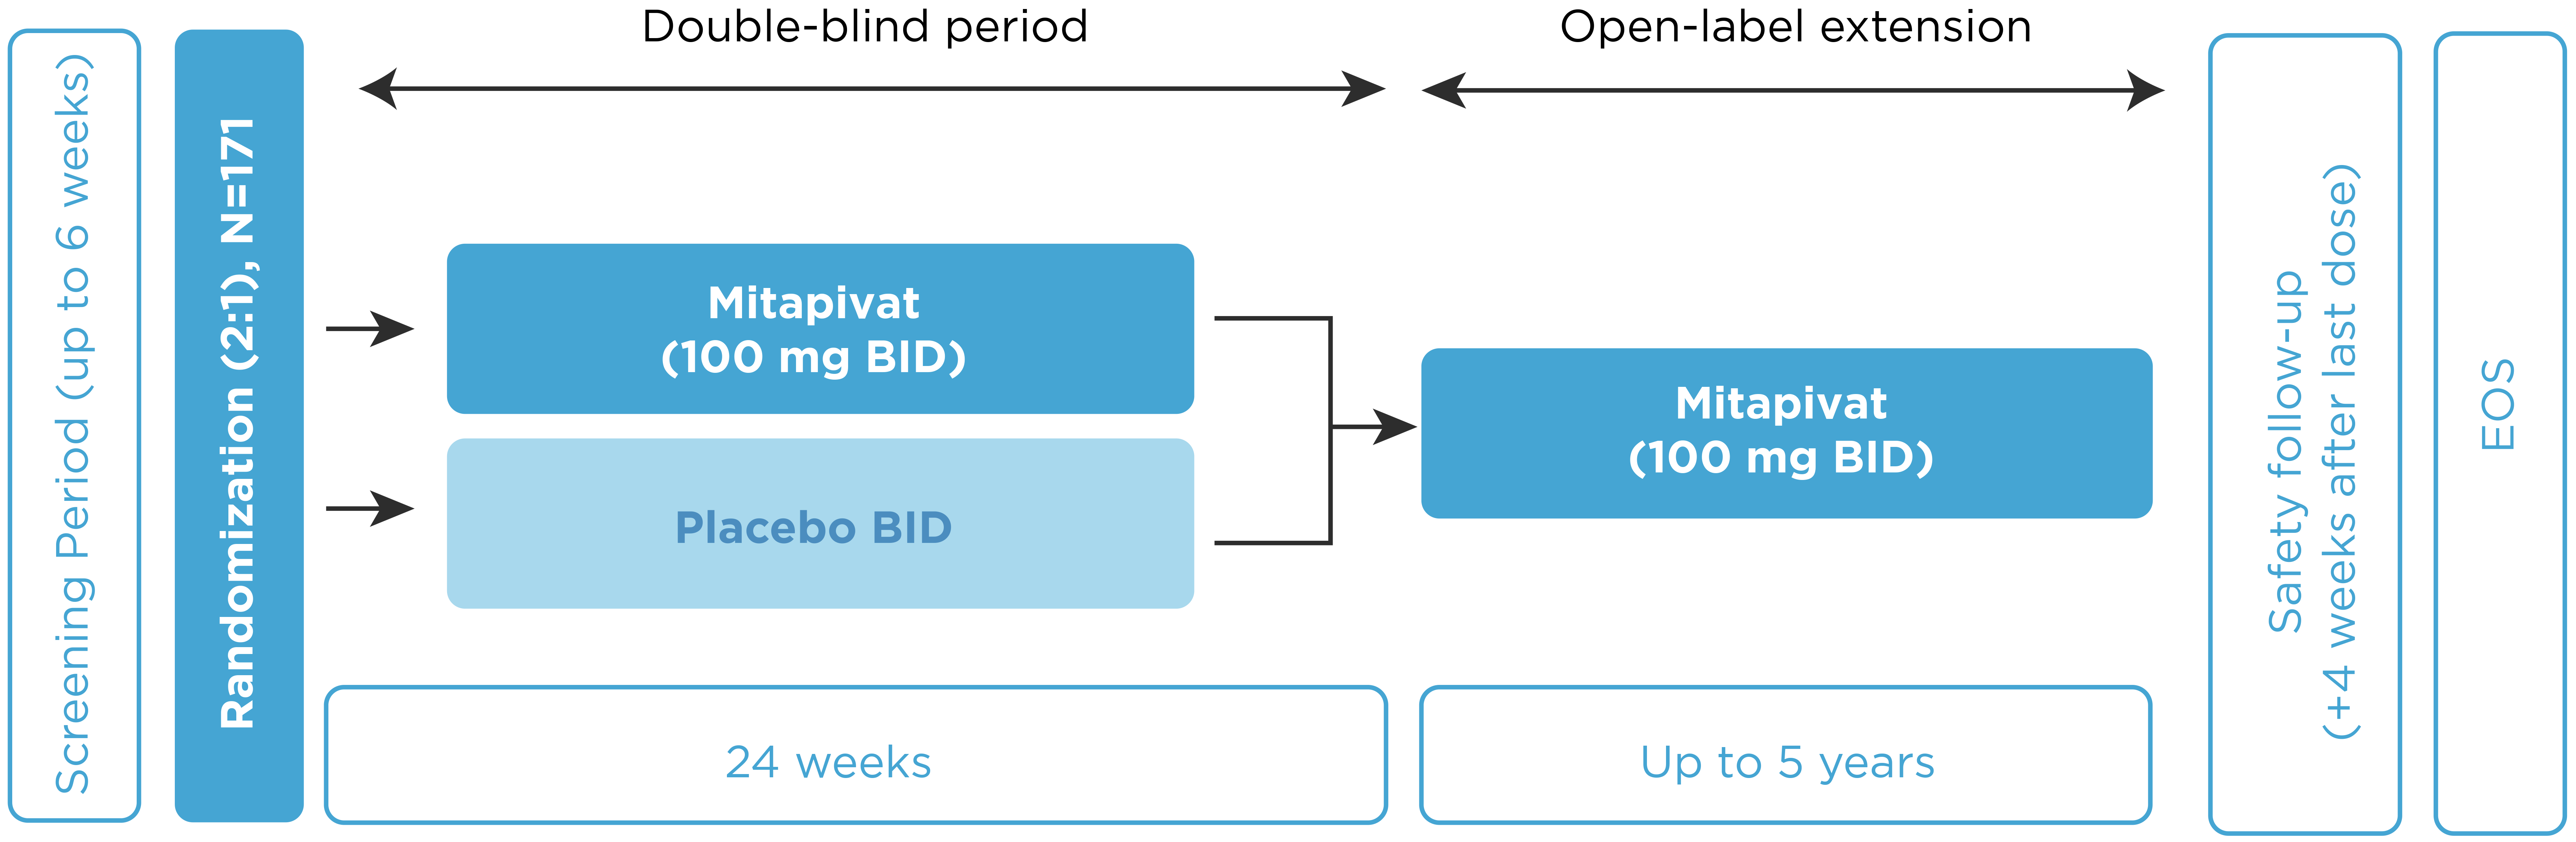 Screening Period (up to 6 weeks)
Randomization (2:1), N=171
Double-blind period
Mitapivat
(100 mg BID)
Placebo BID
24 weeks
Open-label extension
Mitapivat
(100 mg BID)
Up to 5 years
Safety follow-up
(+4 weeks after last dose)
EOS